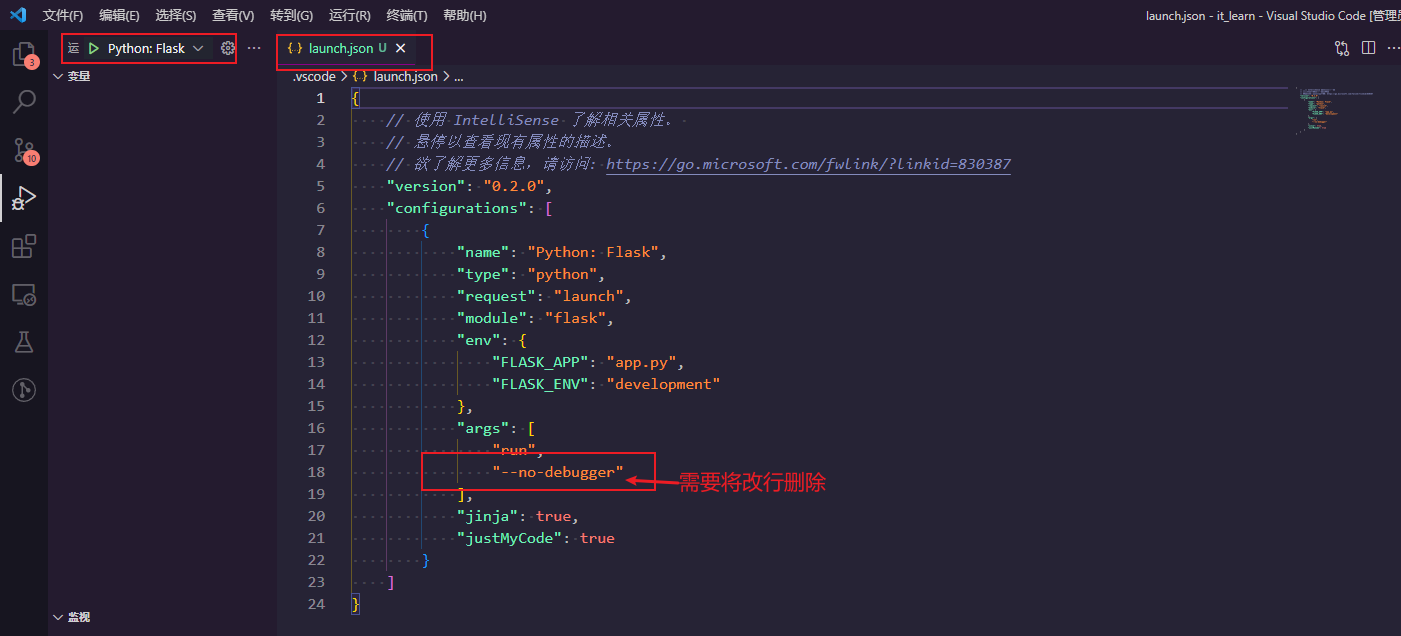 文件(F) 编辑(E) 选择(S) 查看(V) 转到(G) 运行(R) 终端(T) 帮助(H) launch.json - it_learn - Visual Studio Code [管理员
运 Python: Flask
launch.json U
3
变量
.vscode > {..} launch.json > ...
1 {
2 // 使用 IntelliSense 了解相关属性。
3 // 悬停以查看现有属性的描述。
4 // 欲了解更多信息，请访问: https://go.microsoft.com/fwlink/?linkid=830387
5 "version": "0.2.0",
6 "configurations": [
7 {
8 "name": "Python: Flask",
9 "type": "python",
10 "request": "launch",
11 "module": "flask",
12 "env": {
13 "FLASK_APP": "app.py",
14 "FLASK_ENV": "development"
15 },
16 "args": [
17 "run",
18 "--no-debugger"
需要将改行删除
19 ],
20 "jinja": true,
21 "justMyCode": true
22 }
23 ]
24 }
10
监视